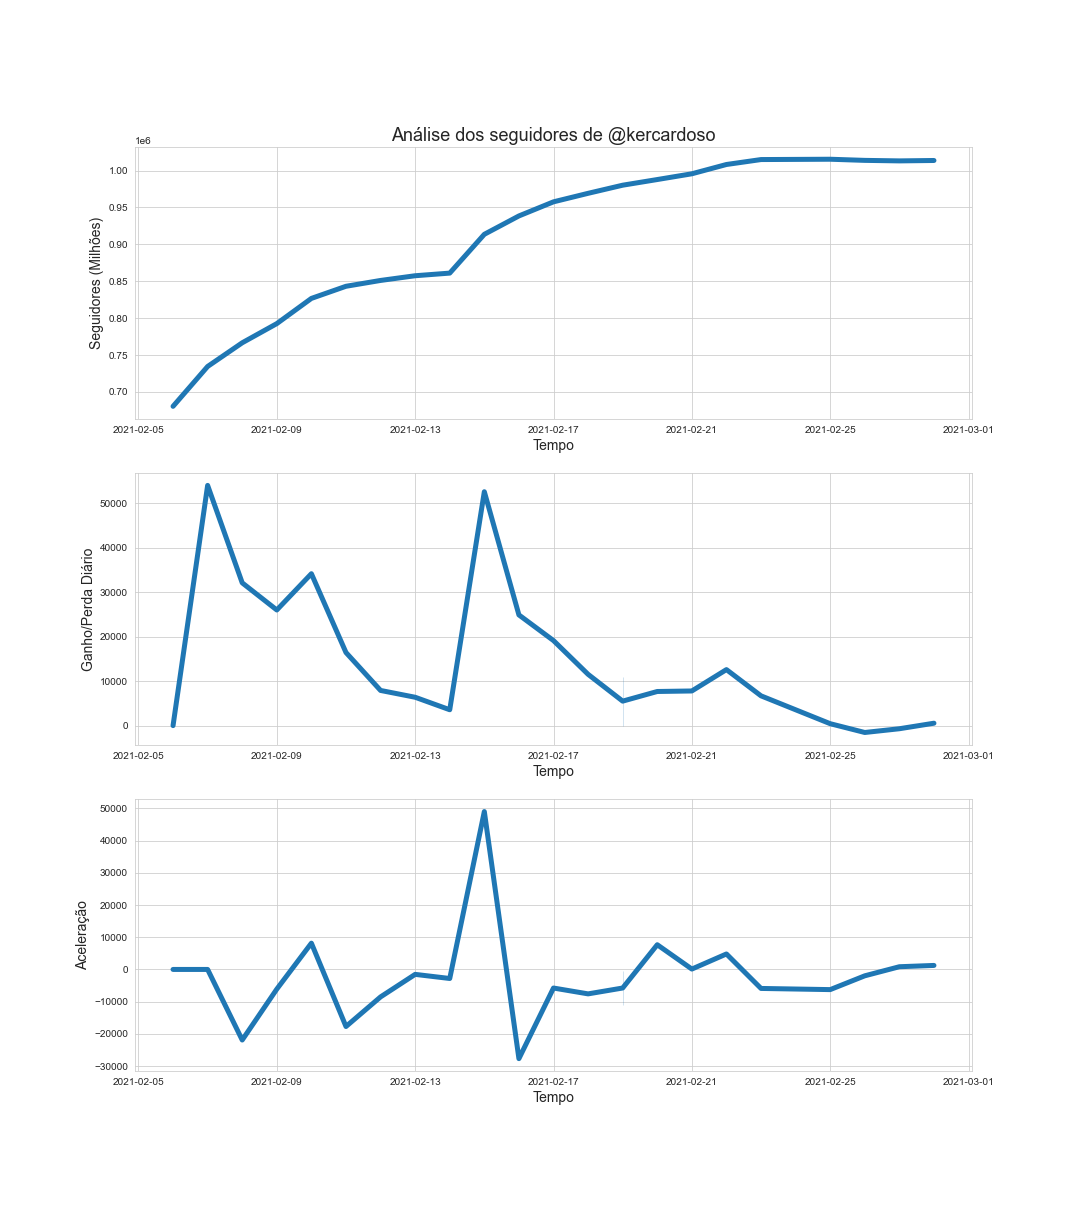 Análise dos seguidores de @kercardoso
1e6
1.00
0.95
0.90
0.85
0.80
0.75
0.70
Seguidores (Milhões)
2021-02-05 2021-02-09 2021-02-13 2021-02-17 2021-02-21 2021-02-25 2021-03-01
Tempo
50000
40000
30000
20000
10000
0
Ganho/Perda Diário
2021-02-05 2021-02-09 2021-02-13 2021-02-17 2021-02-21 2021-02-25 2021-03-01
Tempo
50000
40000
30000
20000
10000
0
−10000
−20000
−30000
Aceleração
2021-02-05 2021-02-09 2021-02-13 2021-02-17 2021-02-21 2021-02-25 2021-03-01
Tempo